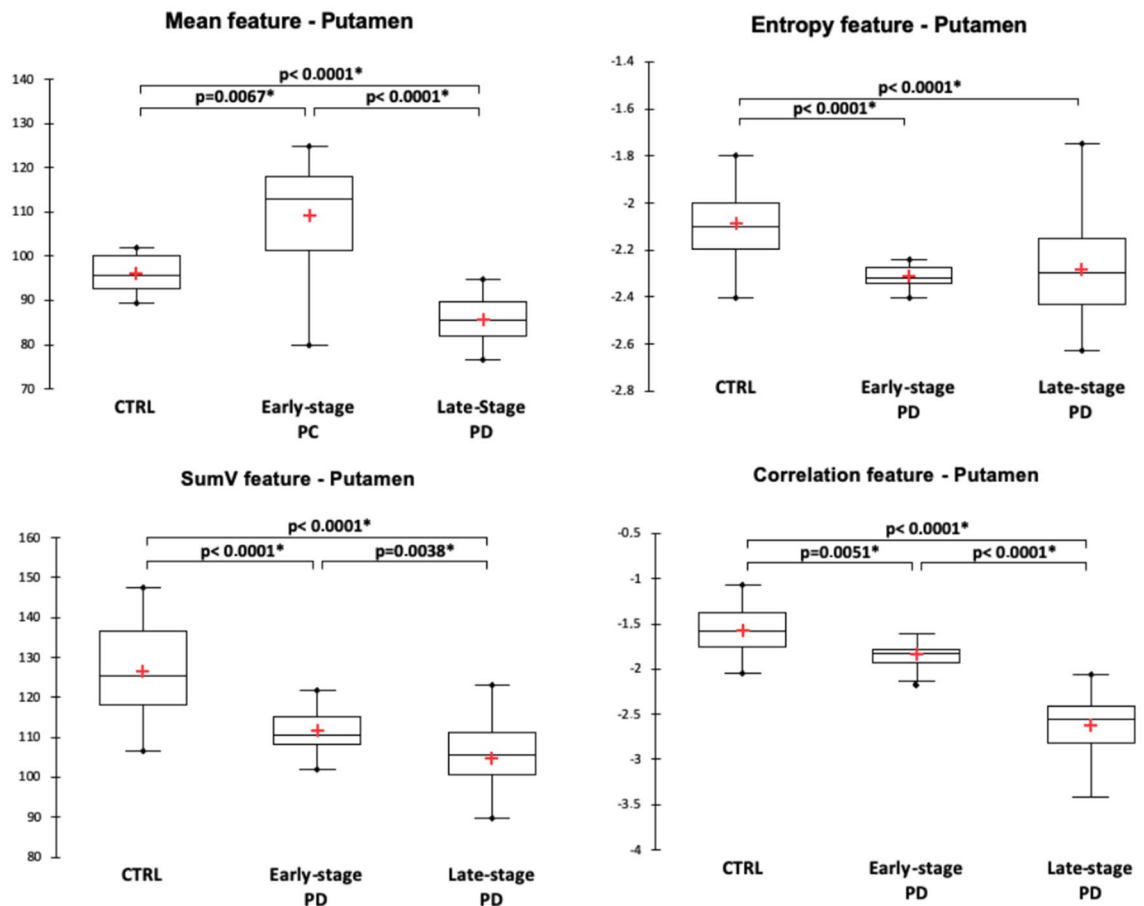 Mean feature - Putamen
p< 0.0001*
p=0.0067*
p< 0.0001*
140
130
120
110
100
90
80
70
CTRL
Early-stage
PC
Late-Stage
PD
Entropy feature - Putamen
p< 0.0001*
p< 0.0001*
-1.4
-1.6
-1.8
-2
-2.2
-2.4
-2.6
-2.8
CTRL
Early-stage
PD
Late-stage
PD
SumV feature - Putamen
p< 0.0001*
p< 0.0001*
p=0.0038*
160
150
140
130
120
110
100
90
80
CTRL
Early-stage
PD
Late-stage
PD
Correlation feature - Putamen
p< 0.0001*
p=0.0051*
p< 0.0001*
-0.5
-1
-1.5
-2
-2.5
-3
-3.5
-4
CTRL
Early-stage
PD
Late-stage
PD